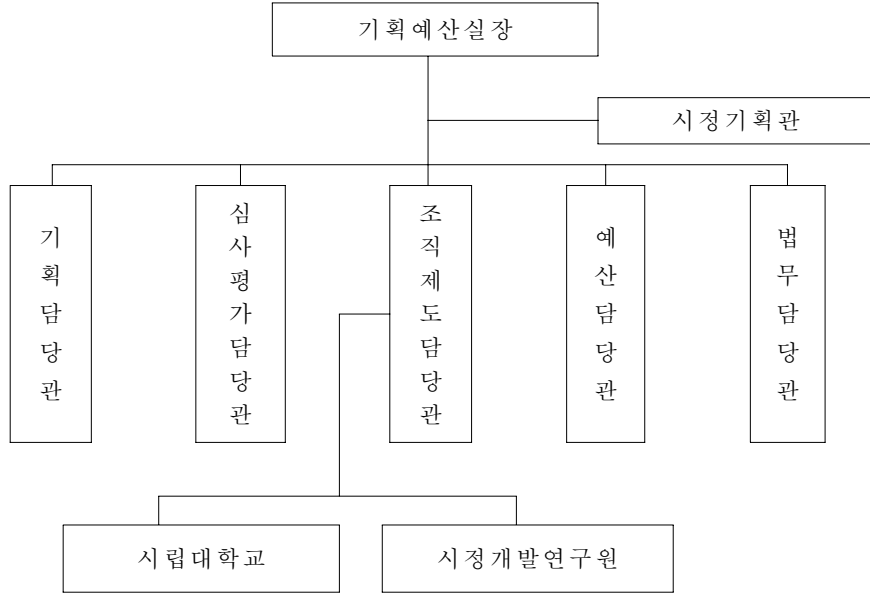 기획예산실장
시정기획관
기획담당관
심사평가담당관
조직제도담당관
예산담당관
법무담당관
시립대학교
시정개발연구원